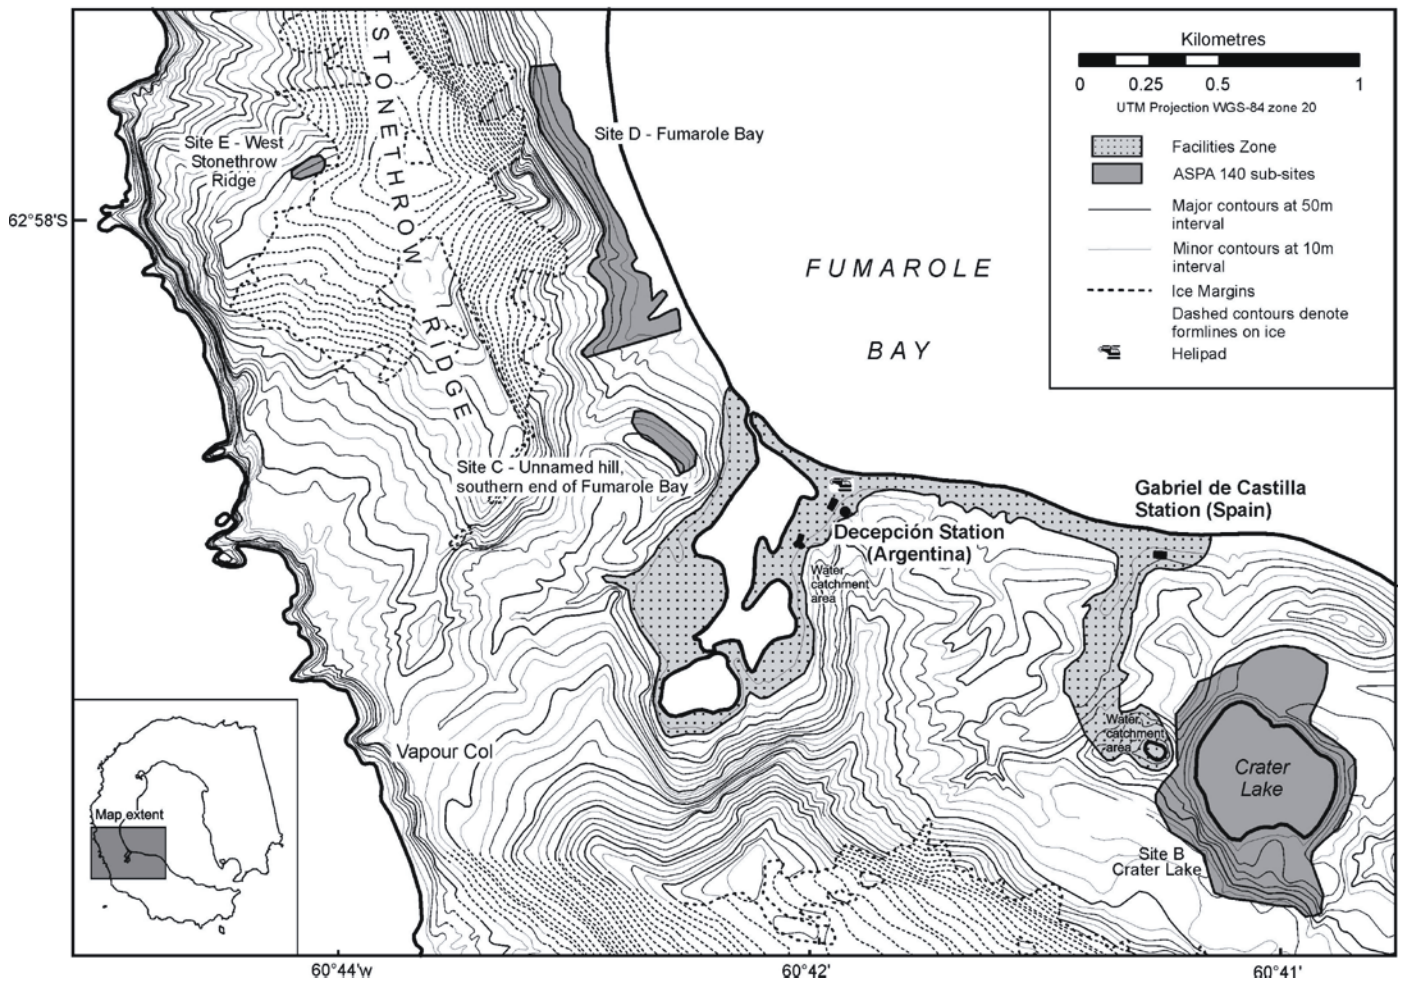 Kilometres
0 0.25 0.5 1
UTM Projection WGS-84 zone 20
Facilities Zone
ASPA 140 sub-sites
Major contours at 50m
interval
Minor contours at 10m
interval
Ice Margins
Dashed contours denote
formlines on ice
Helipad
STONETHROW RIDGE
Site E - West
Stonethrow
Ridge
Site D - Fumarole Bay
62°58'S
FUMAROLE
BAY
Site C - Unnamed hill,
southern end of Fumarole Bay
Gabriel de Castilla
Station (Spain)
Decepción Station
(Argentina)
Water
catchment
area
Water
catchment
area
Vapour Col
Crater
Lake
Site B
Crater Lake
Map extent
60°44'W
60°42'
60°41'